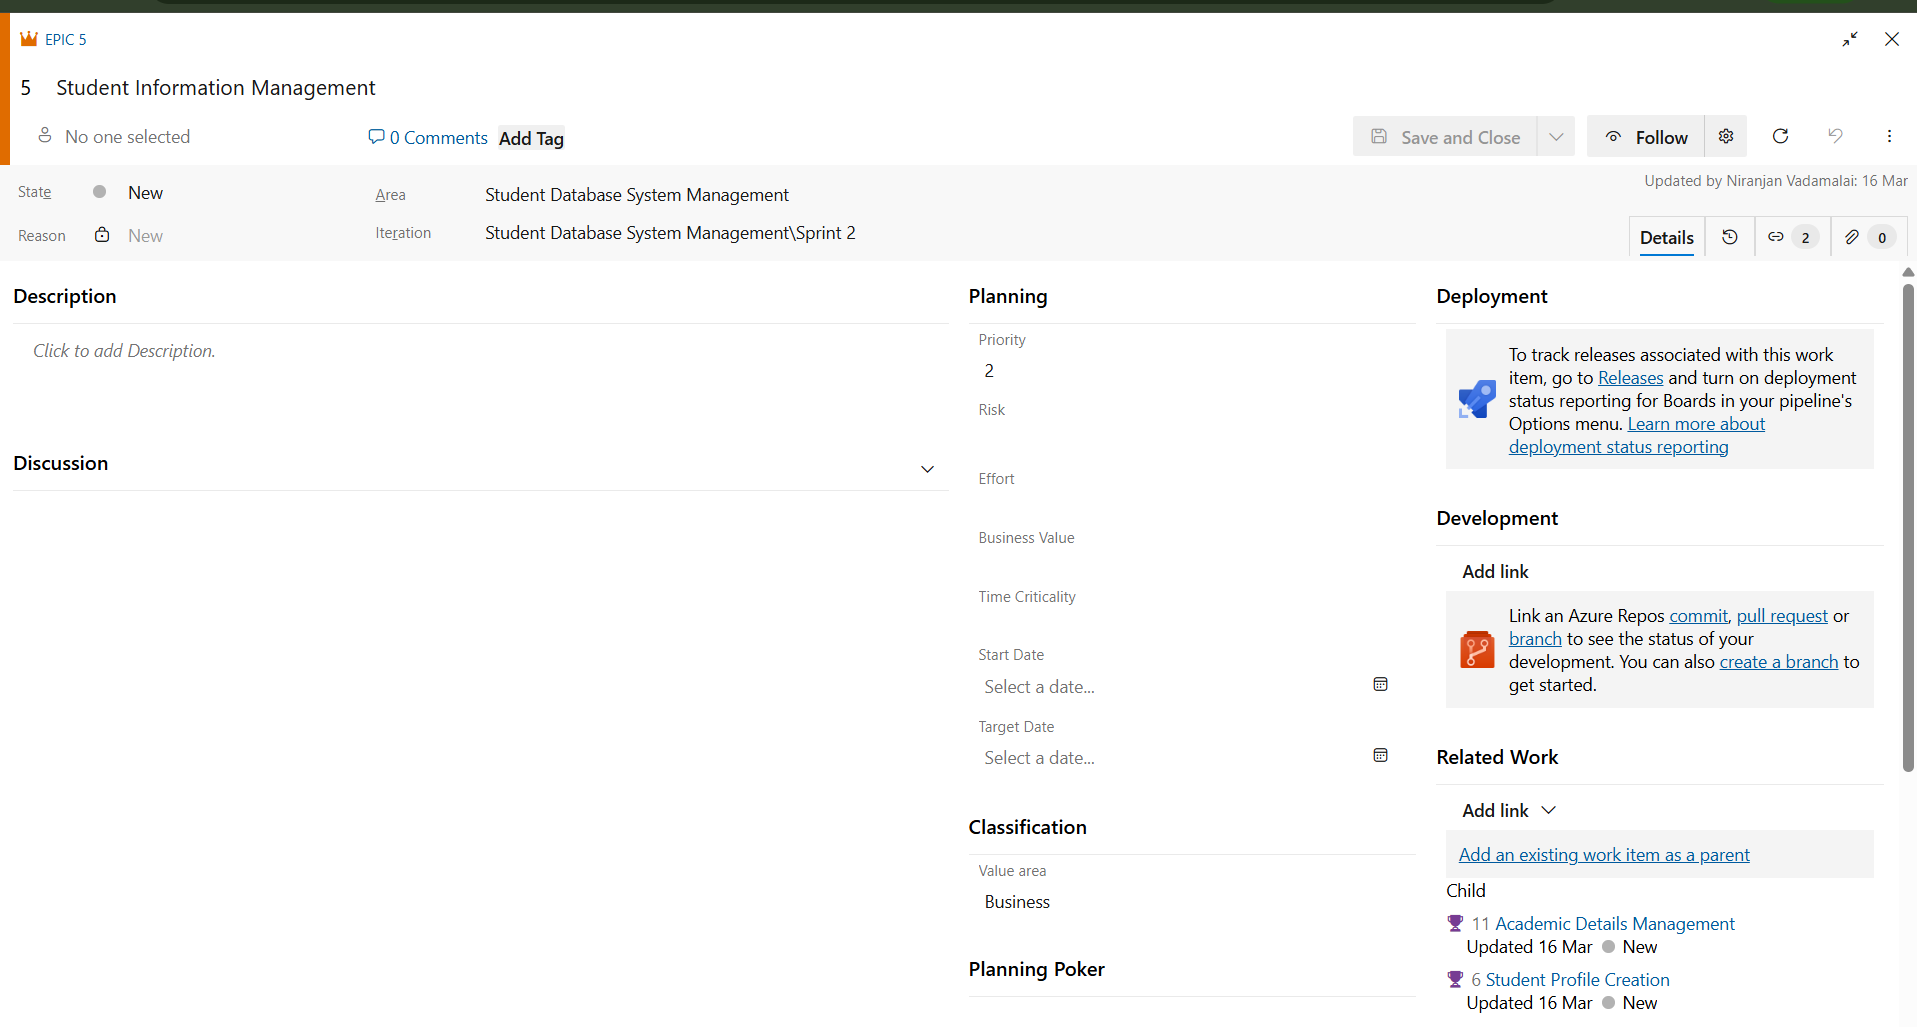 EPIC 5
5 Student Information Management
No one selected
0 Comments Add Tag
Save and Close
Follow
State New
Area Student Database System Management
Updated by Niranjan Vadamalai: 16 Mar
Reason New
Iteration Student Database System Management\Sprint 2
Details 2 0
Description
Click to add Description.
Discussion
Planning
Priority
2
Risk
Effort
Business Value
Time Criticality
Start Date
Select a date...
Target Date
Select a date...
Classification
Value area
Business
Planning Poker
Deployment
To track releases associated with this work
item, go to Releases and turn on deployment
status reporting for Boards in your pipeline's
Options menu. Learn more about
deployment status reporting
Development
Add link
Link an Azure Repos commit, pull request or
branch to see the status of your
development. You can also create a branch to
get started.
Related Work
Add link
Add an existing work item as a parent
Child
11 Academic Details Management
Updated 16 Mar New
6 Student Profile Creation
Updated 16 Mar New